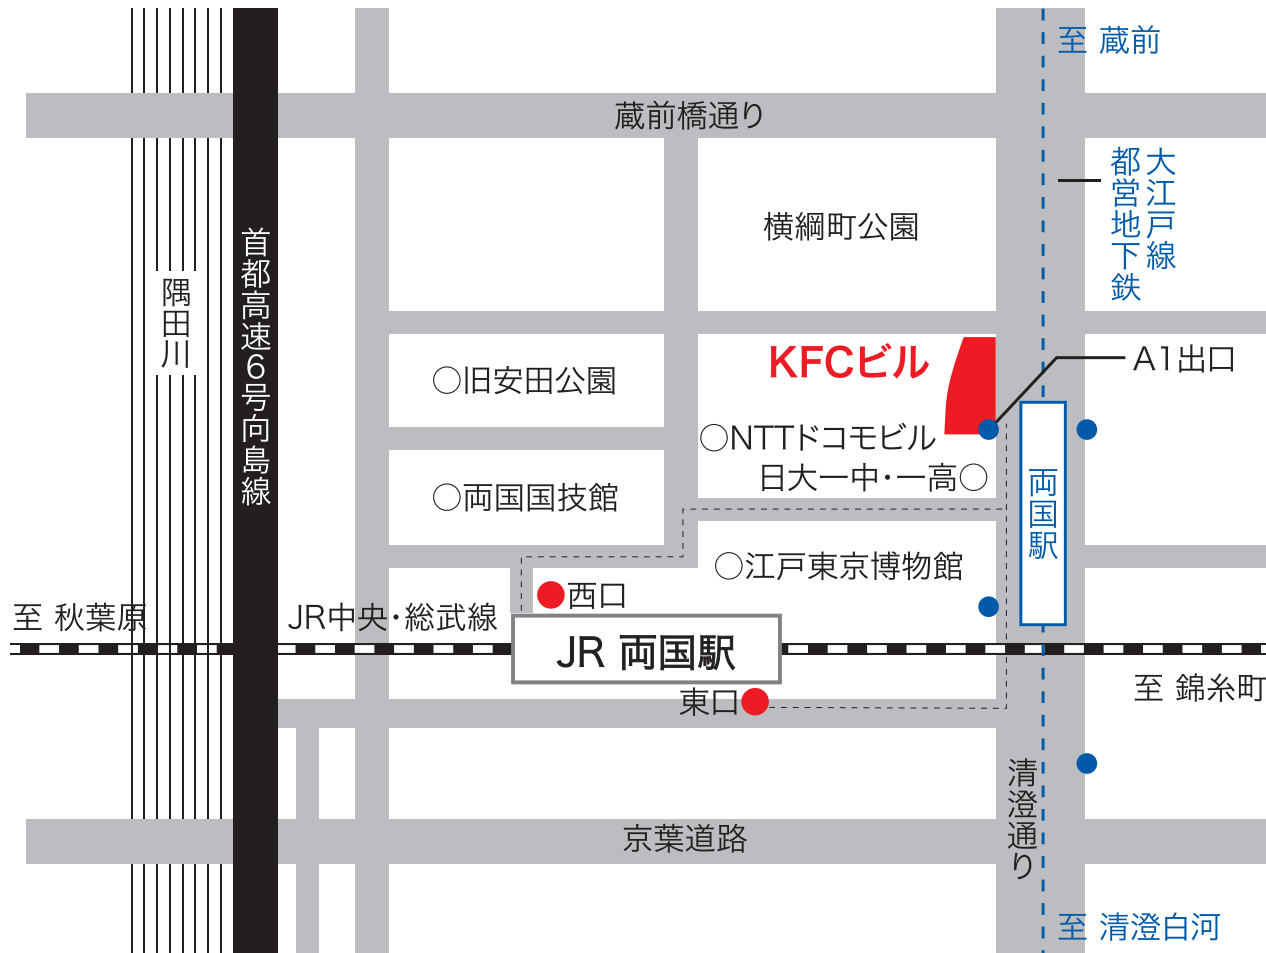 至 蔵前
蔵前橋通り
大江戸線
都営地下鉄
横綱町公園
首都高速6号向島線
隅田川
KFCビル
A1出口
○旧安田公園
○NTTドコモビル
日大一中・一高○
○両国国技館
両国駅
○江戸東京博物館
西口
至 秋葉原
JR中央・総武線
JR 両国駅
至 錦糸町
東口
清澄通り
京葉道路
至 清澄白河